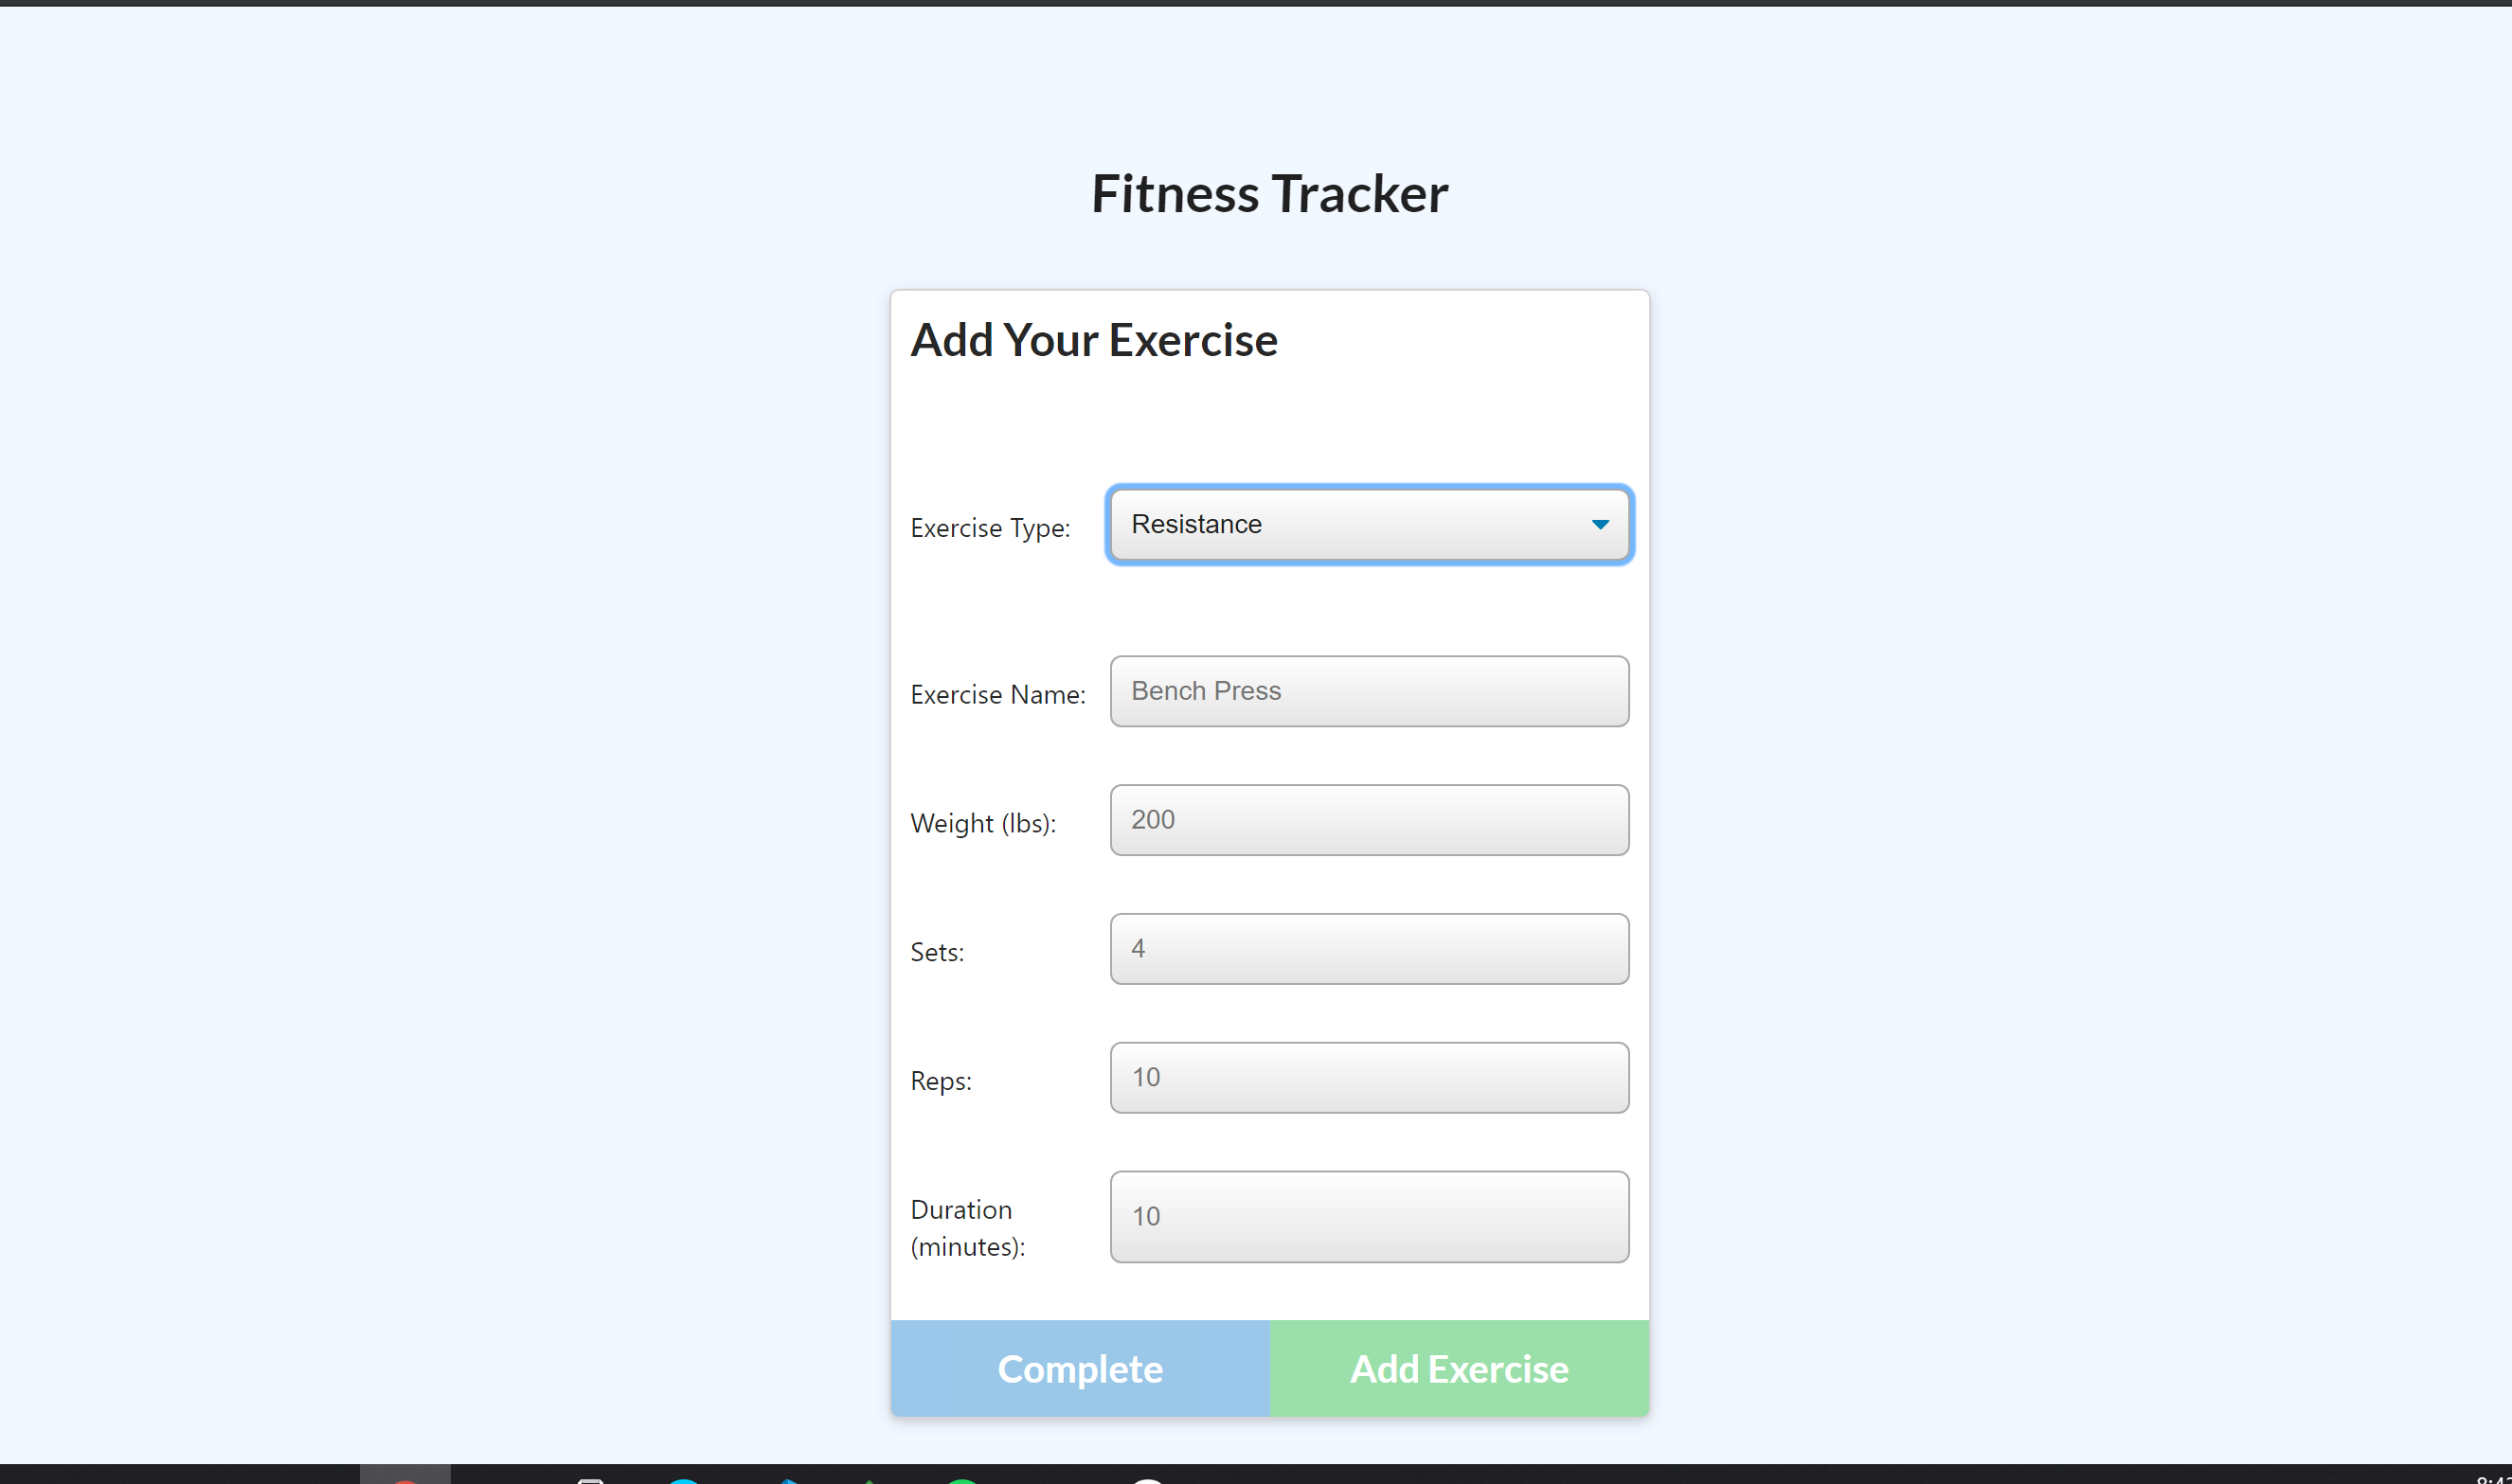 Fitness Tracker
Add Your Exercise
Exercise Type: Resistance
Exercise Name: Bench Press
Weight (lbs): 200
Sets: 4
Reps: 10
Duration (minutes): 10
Complete Add Exercise